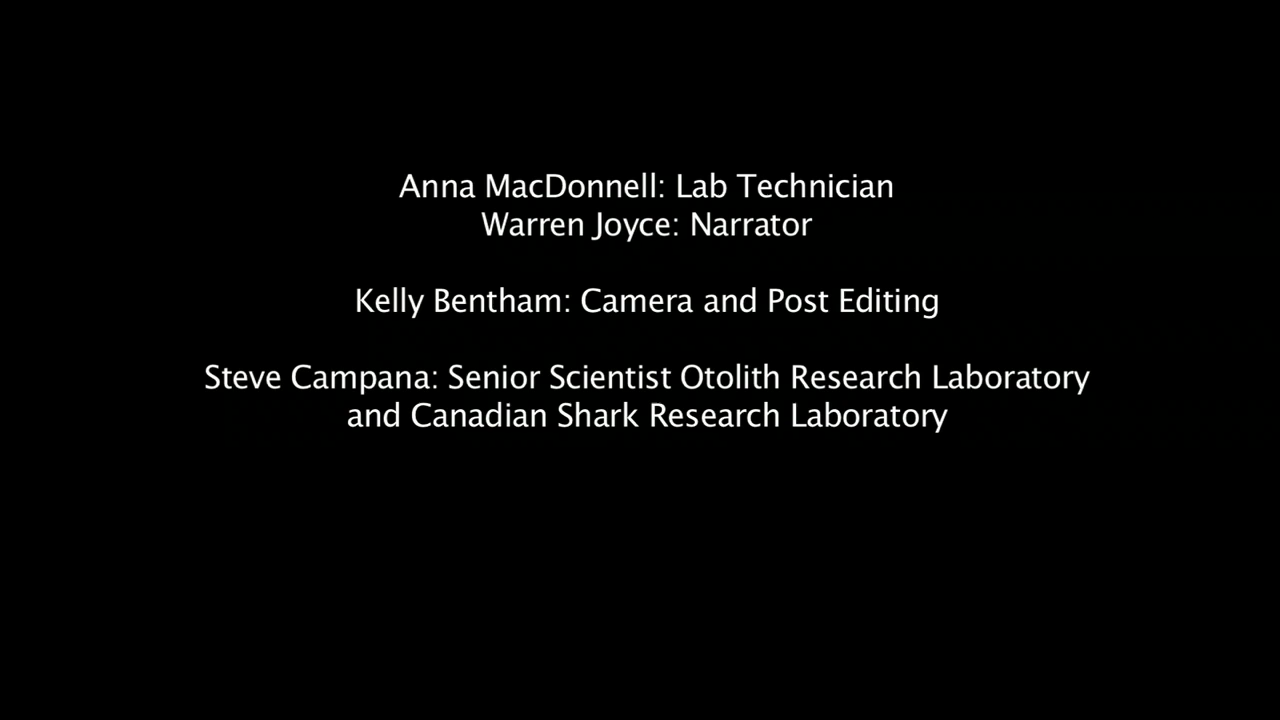 Anna MacDonnell: Lab Technician
Warren Joyce: Narrator
Kelly Bentham: Camera and Post Editing
Steve Campana: Senior Scientist Otolith Research Laboratory
and Canadian Shark Research Laboratory